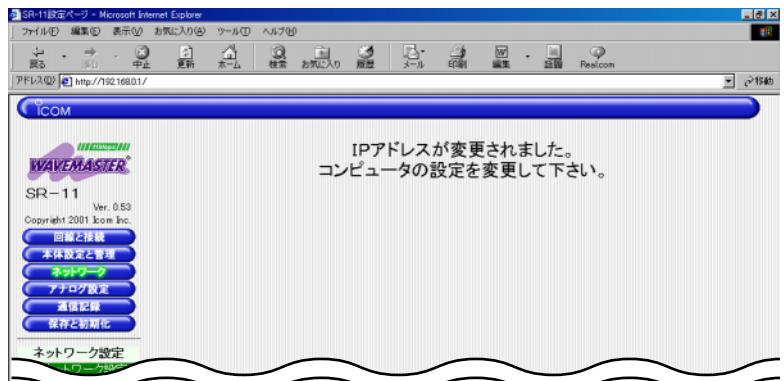 SR-11設定ページ - Microsoft Internet Explorer
ファイル(F) 編集(E) 表示(V) お気に入り(A) ツール(T) ヘルプ(H)
戻る 進む 中止 更新 ホーム 検索 お気に入り 履歴 メール 印刷 編集 話題 Real.com
アドレス(D) http://192.168.0.1/ 移動
ICOM
IPアドレスが変更されました。
コンピュータの設定を変更して下さい。
WAVEMASTER
SR-11
Ver. 0.53
Copyright 2001 Icom Inc.
回線と接続
本体設定と管理
ネットワーク
アナログ設定
通信記録
保存と初期化
ネットワーク設定